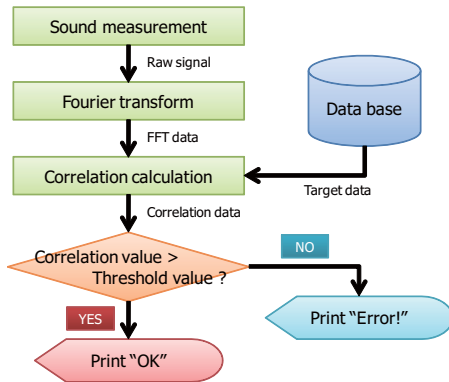 Sound measurement
Raw signal
Fourier transform
Data base
FFT data
Correlation calculation
Target data
Correlation data
Correlation value >
Threshold value ?
NO
YES
Print “Error!”
Print “OK”